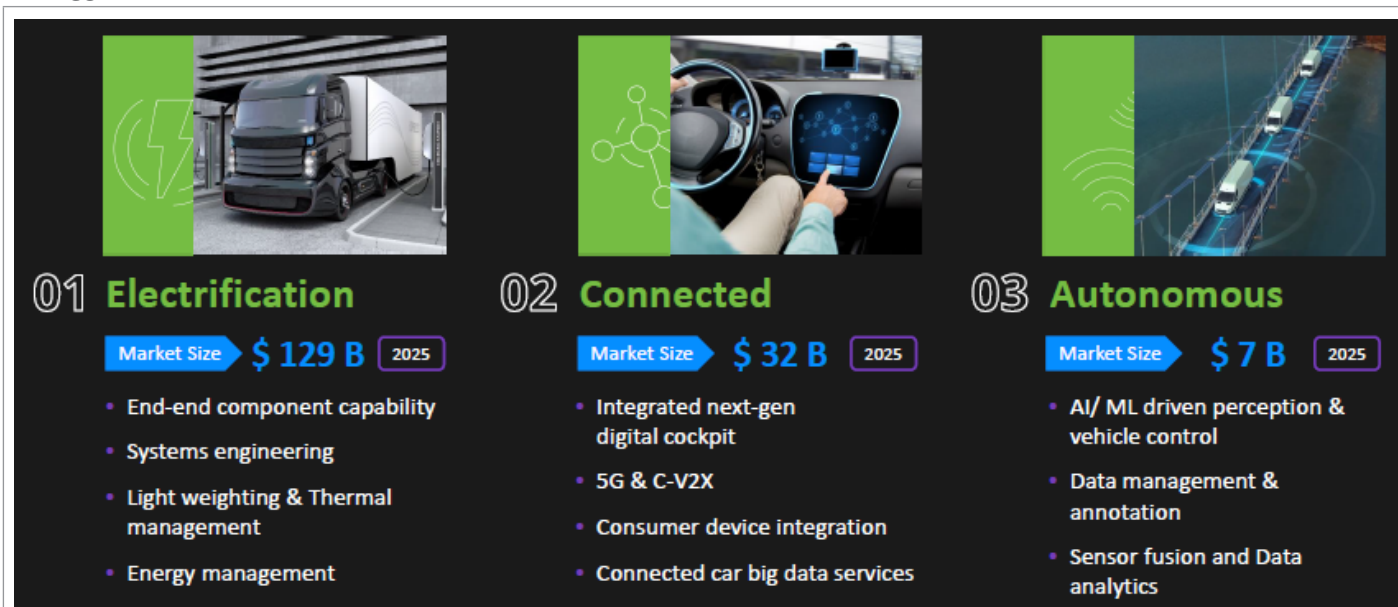 01 Electrification
Market Size $ 129 B 2025
• End-end component capability
• Systems engineering
• Light weighting & Thermal
management
• Energy management
02 Connected
Market Size $ 32 B 2025
• Integrated next-gen
digital cockpit
• 5G & C-V2X
• Consumer device integration
• Connected car big data services
03 Autonomous
Market Size $ 7 B 2025
• AI/ ML driven perception &
vehicle control
• Data management &
annotation
• Sensor fusion and Data
analytics